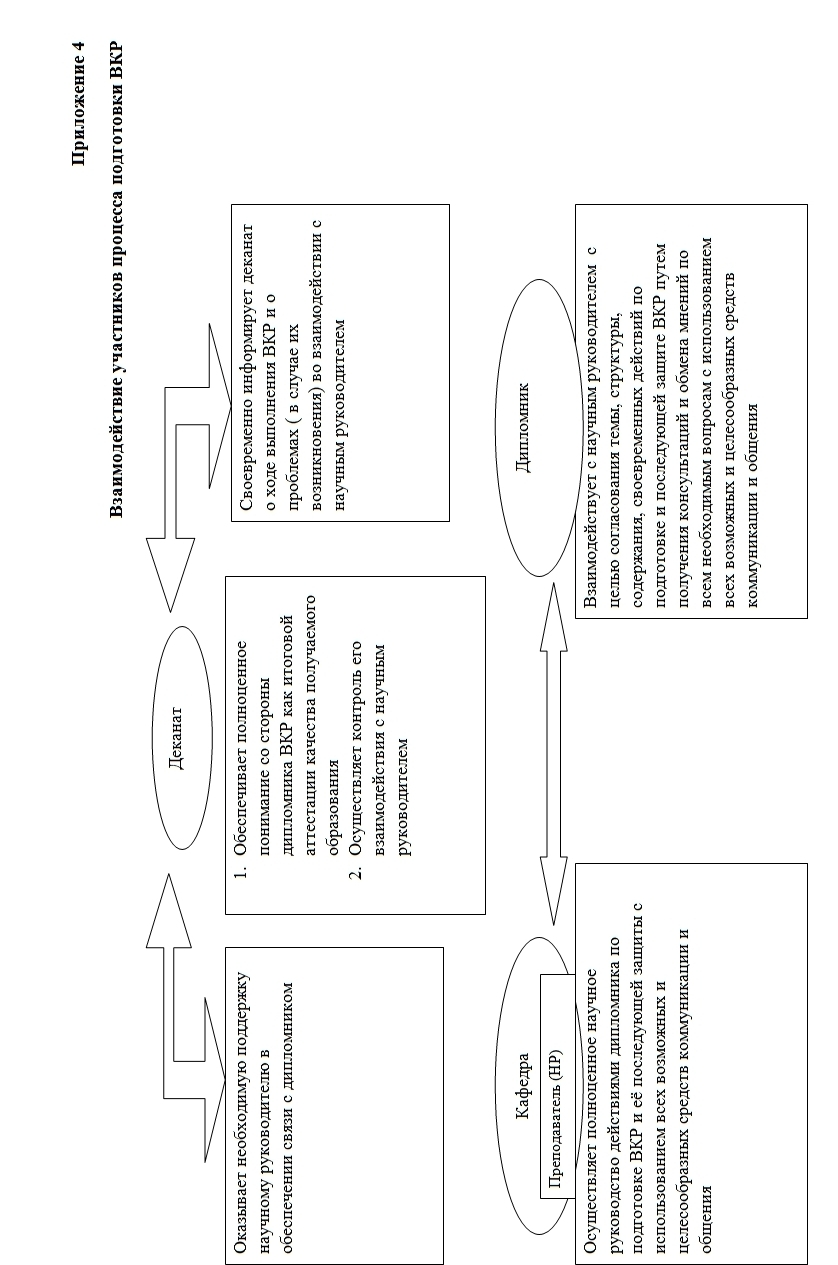 Приложение 4
Взаимодействие участников процесса подготовки ВКР
Деканат
Оказывает необходимую поддержку
научному руководителю в
обеспечении связи с дипломником
1. Обеспечивает полноценное
понимание со стороны
дипломника ВКР как итоговой
аттестации качества получаемого
образования
2. Осуществляет контроль его
взаимодействия с научным
руководителем
Своевременно информирует деканат
о ходе выполнения ВКР и о
проблемах ( в случае их
возникновения) во взаимодействии с
научным руководителем
Кафедра
Преподаватель (НР)
Осуществляет полноценное научное
руководство действиями дипломника по
подготовке ВКР и её последующей защиты с
использованием всех возможных и
целесообразных средств коммуникации и
общения
Дипломник
Взаимодействует с научным руководителем с
целью согласования темы, структуры,
содержания, своевременных действий по
подготовке и последующей защите ВКР путем
получения консультаций и обмена мнений по
всем необходимым вопросам с использованием
всех возможных и целесообразных средств
коммуникации и общения